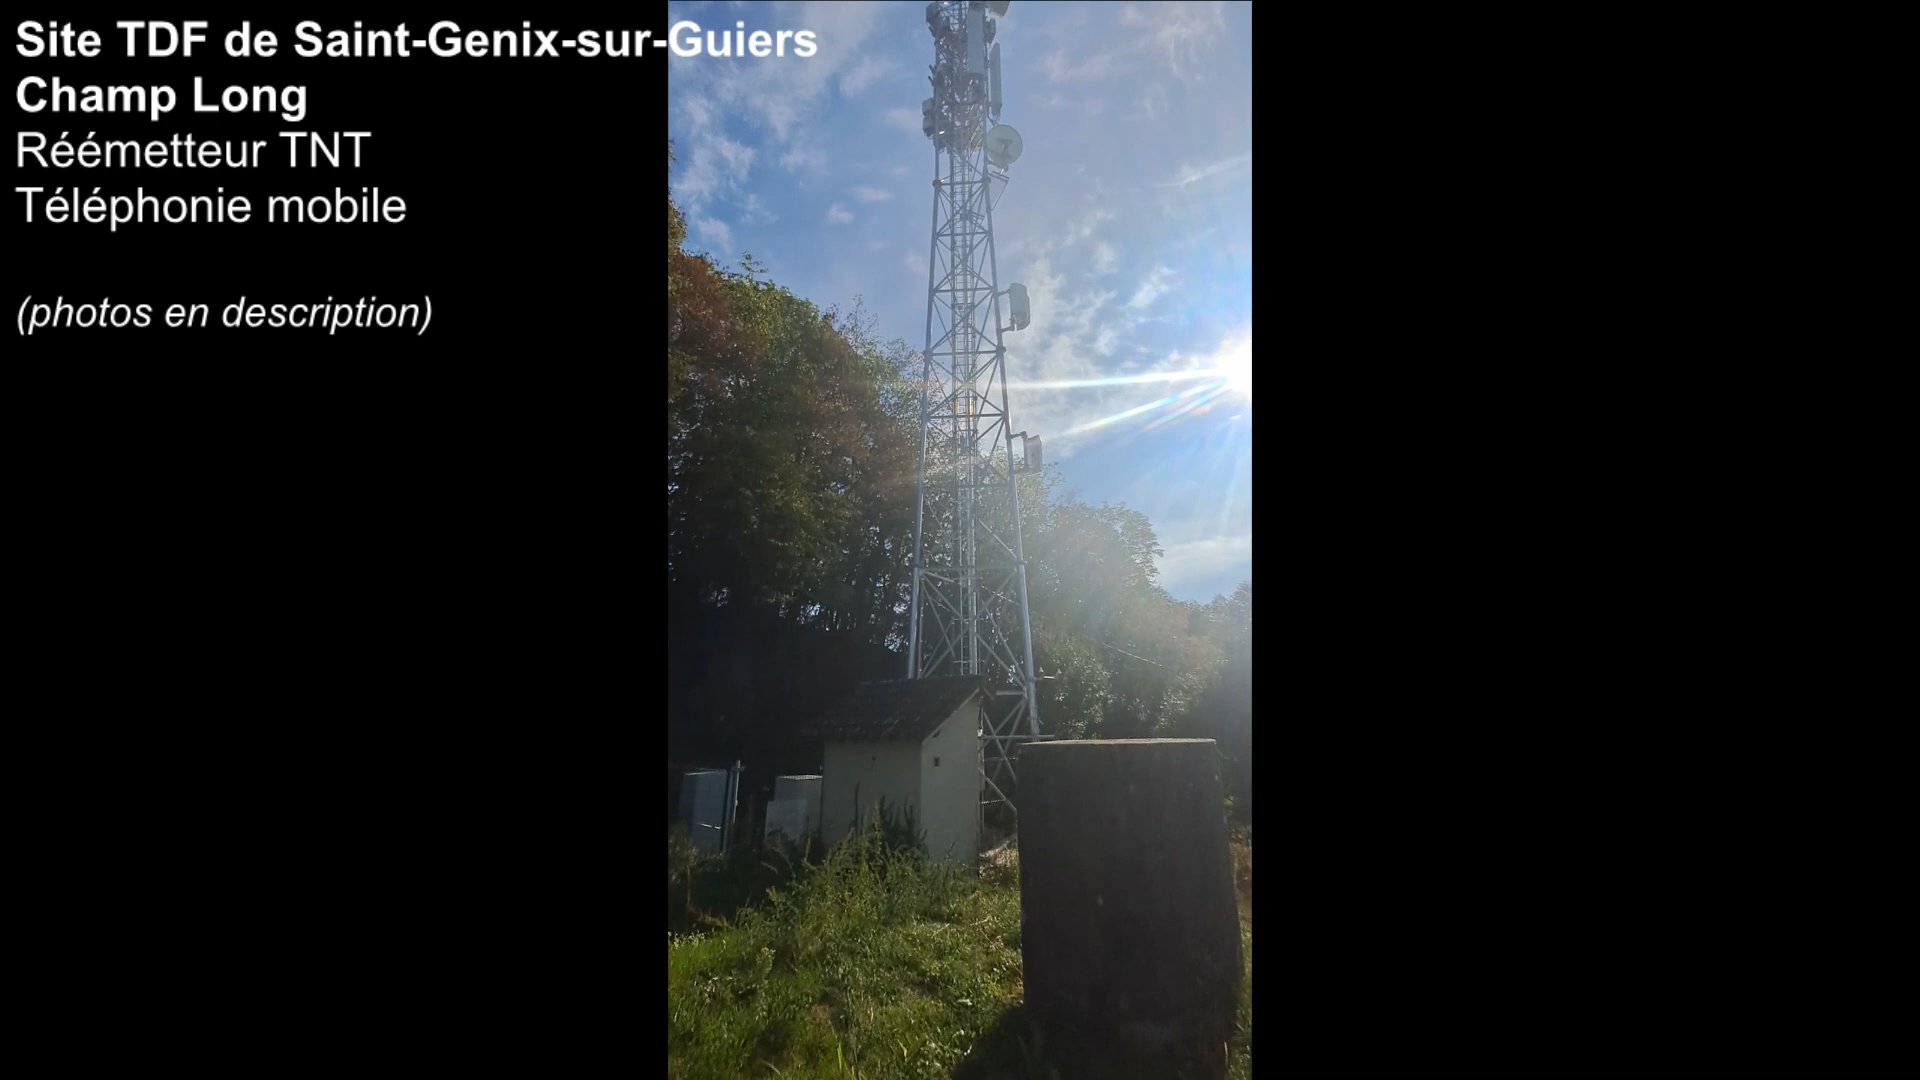 Site TDF de Saint-Genix-sur-Guiers
Champ Long
Réémetteur TNT
Téléphonie mobile
(photos en description)